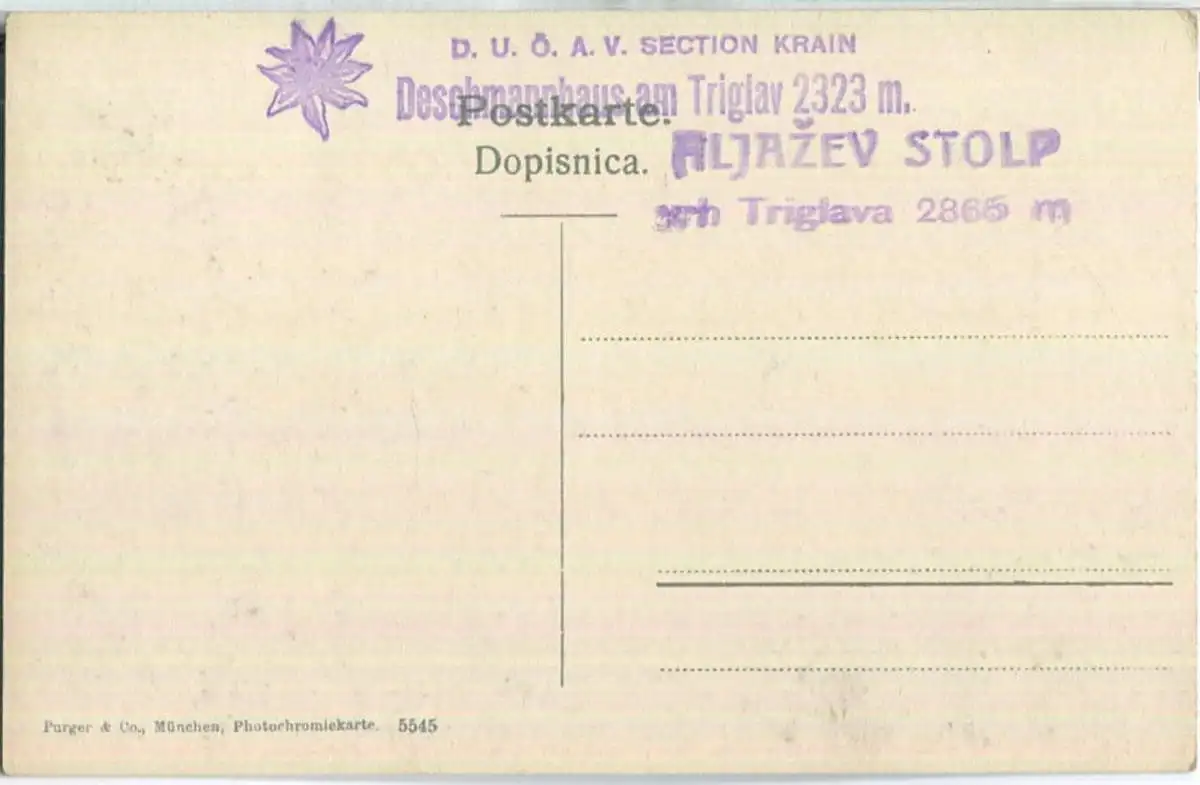 D. U. Ö. A. V. SECTION KRAIN
Deschmannhaus am Triglav 2323 m.
Postkarte.
Dopisnica.
ALJAŽEV STOLP
vrh Triglava 2865 m
Purger & Co., München, Photochromiekarte. 5545